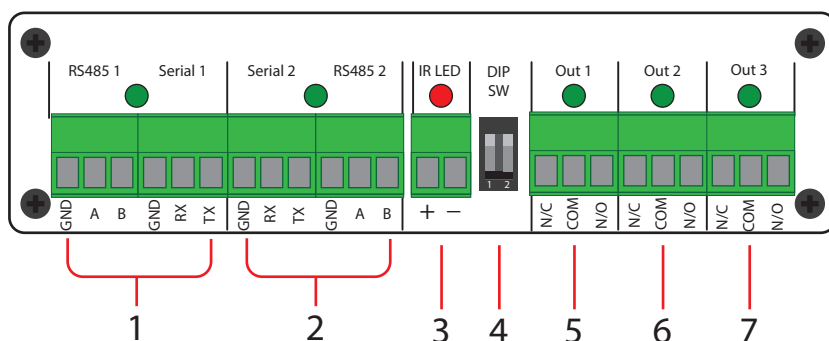 RS485 1 Serial 1 Serial 2 RS485 2 IR LED DIP SW Out 1 Out 2 Out 3
1 2
GND A B GND RX TX GND RX TX GND A B + − N/C COM N/O N/C COM N/O N/C COM N/O
1 2 3 4 5 6 7